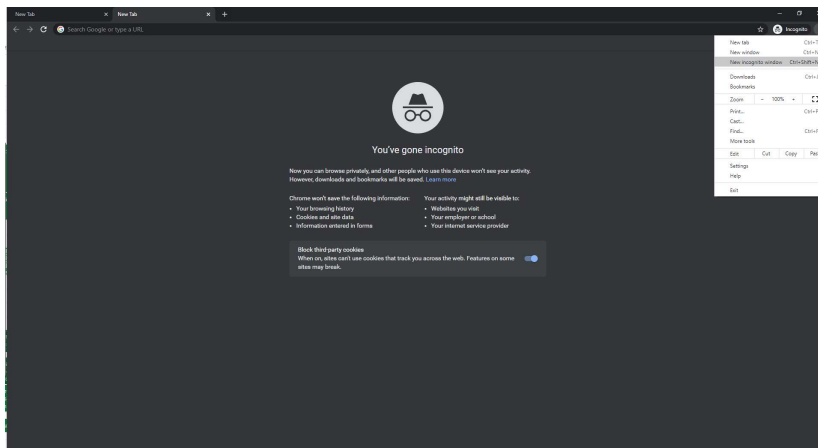 New Tab
New Tab
Search Google or type a URL
Incognito
New tab Ctrl+T
New window Ctrl+N
New incognito window Ctrl+Shift+N
Downloads Ctrl+J
Bookmarks
Zoom - 100% +
Print... Ctrl+P
Cast...
Find... Ctrl+F
More tools
Edit Cut Copy Pas
Settings
Help
Exit
You've gone incognito
Now you can browse privately, and other people who use this device won't see your activity.
However, downloads and bookmarks will be saved. Learn more
Chrome won't save the following information:
• Your browsing history
• Cookies and site data
• Information entered in forms
Your activity might still be visible to:
• Websites you visit
• Your employer or school
• Your internet service provider
Block third-party cookies
When on, sites can't use cookies that track you across the web. Features on some
sites may break.